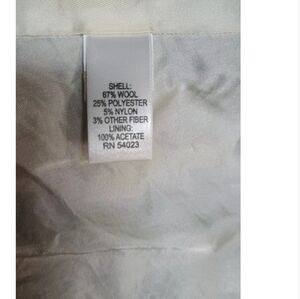 SHELL:
67% WOOL
25% POLYESTER
5% NYLON
3% OTHER FIBER
LINING:
100% ACETATE
RN 54023